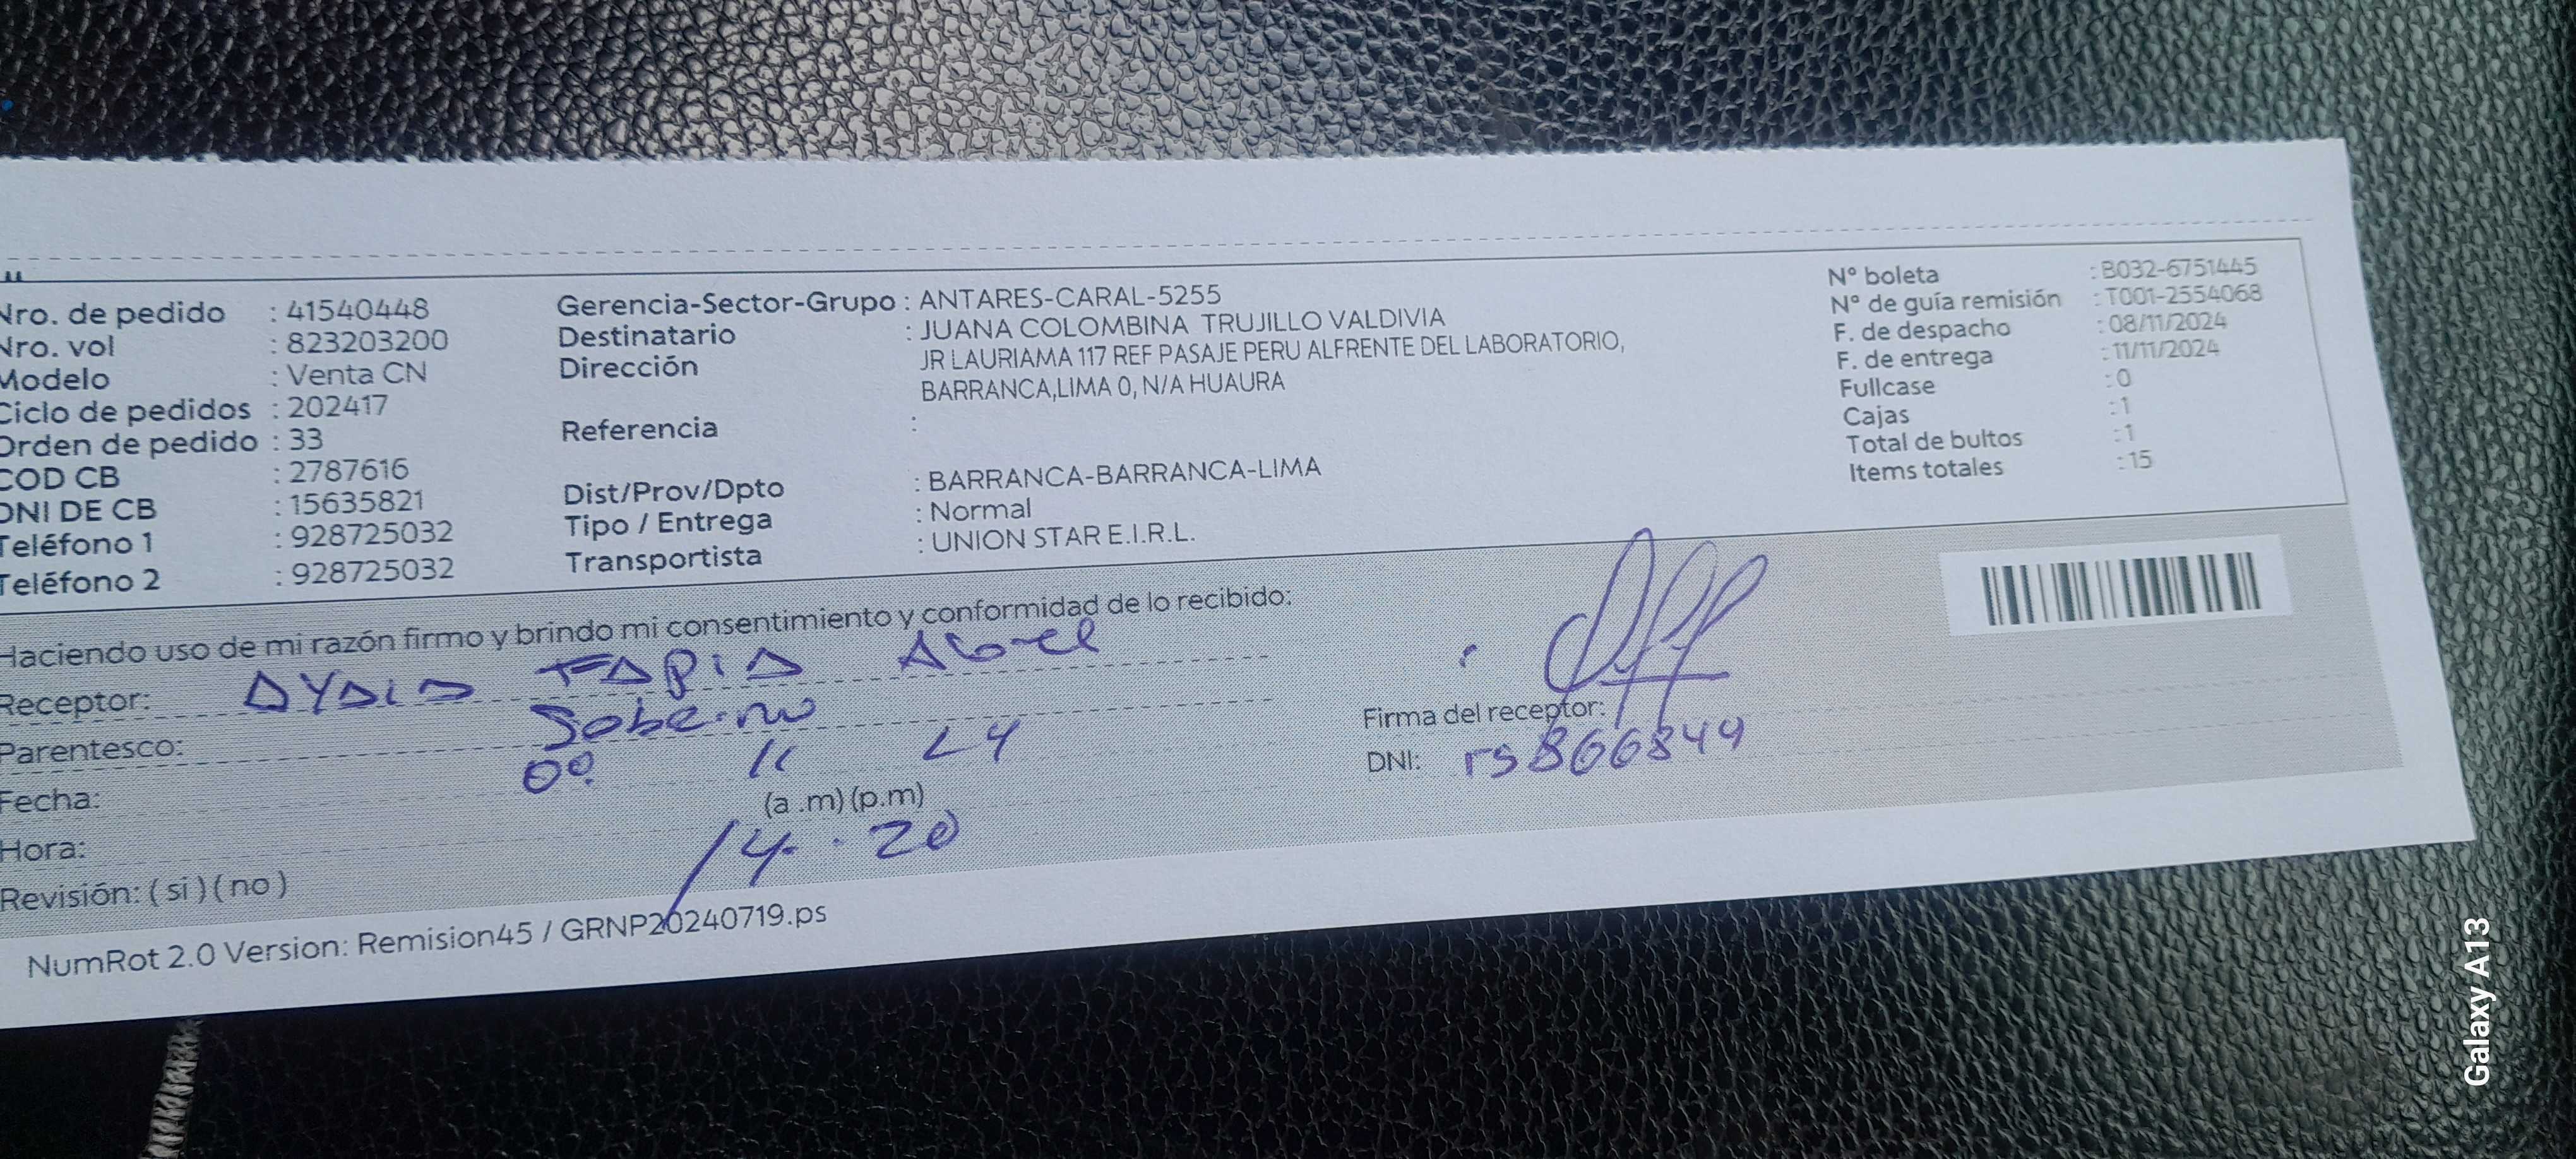 Nro. de pedido : 41540448
Nro. vol : 823203200
Modelo : Venta CN
Ciclo de pedidos : 202417
Orden de pedido : 33
COD CB : 2787616
DNI DE CB : 15635821
Teléfono 1 : 928725032
Teléfono 2 : 928725032
Gerencia-Sector-Grupo : ANTARES-CARAL-5255
Destinatario : JUANA COLOMBINA TRUJILLO VALDIVIA
Dirección JR LAURIAMA 117 REF PASAJE PERU ALFRENTE DEL LABORATORIO,
BARRANCA,LIMA 0, N/A HUAURA
Referencia :
Dist/Prov/Dpto : BARRANCA-BARRANCA-LIMA
Tipo / Entrega : Normal
Transportista : UNION STAR E.I.R.L.
N° boleta : B032-6751445
N° de guía remisión : T001-2554068
F. de despacho : 08/11/2024
F. de entrega : 11/11/2024
Fullcase : 0
Cajas : 1
Total de bultos : 1
Items totales : 15
Haciendo uso de mi razón firmo y brindo mi consentimiento y conformidad de lo recibido:
Receptor: TAPIA
Parentesco:
Fecha: 11 24
Hora: (a .m) (p.m)
14 20
Revisión: ( si ) ( no )
Firma del receptor:
DNI: 15866844
NumRot 2.0 Version: Remision45 / GRNP20240719.ps
Galaxy A13